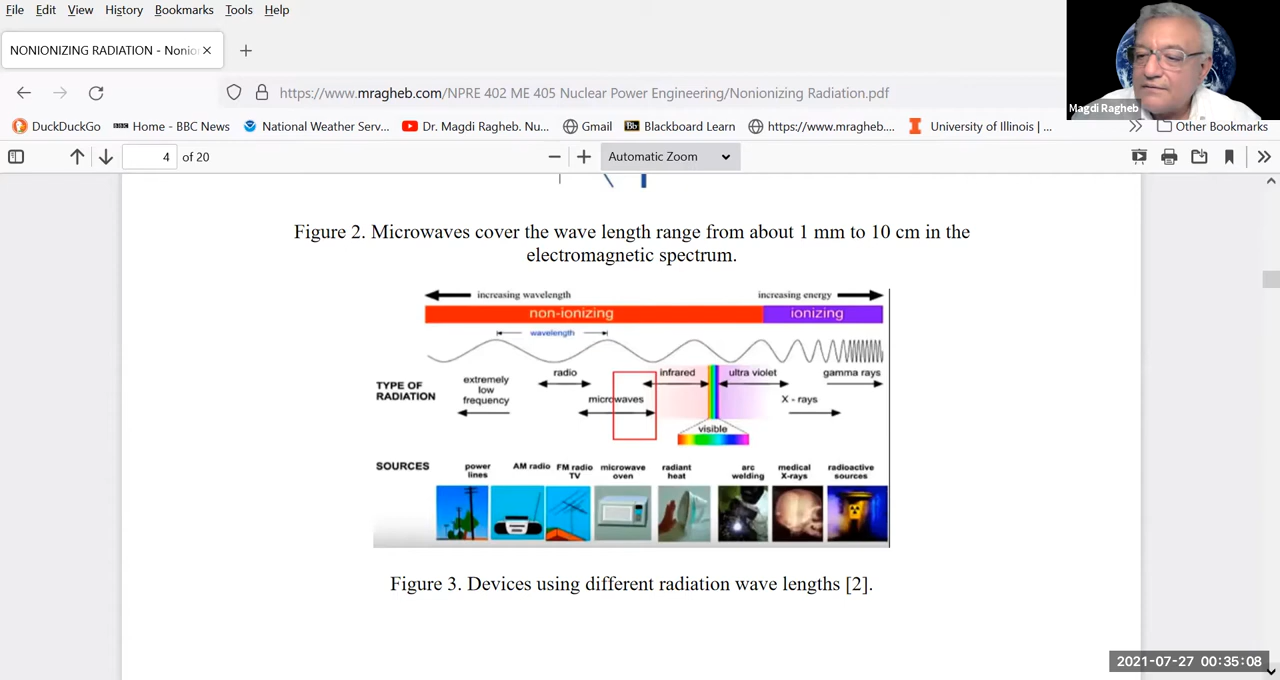 File Edit View History Bookmarks Tools Help
NONIONIZING RADIATION - Nonio
https://www.mragheb.com/NPRE 402 ME 405 Nuclear Power Engineering/Nonionizing Radiation.pdf
Magdi Ragheb
DuckDuckGo BBC Home - BBC News National Weather Serv... Dr. Magdi Ragheb. Nu... Gmail Bb Blackboard Learn https://www.mragheb.... University of Illinois |... Other Bookmarks
4 of 20 Automatic Zoom
Figure 2. Microwaves cover the wave length range from about 1 mm to 10 cm in the
electromagnetic spectrum.
increasing wavelength increasing energy
non-ionizing ionizing
wavelength
TYPE OF
RADIATION
extremely
low
frequency
radio
microwaves
infrared
visible
ultra violet
X - rays
gamma rays
SOURCES
power
lines
AM radio
FM radio
TV
microwave
oven
radiant
heat
arc
welding
medical
X-rays
radioactive
sources
Figure 3. Devices using different radiation wave lengths [2].
2021-07-27 00:35:08